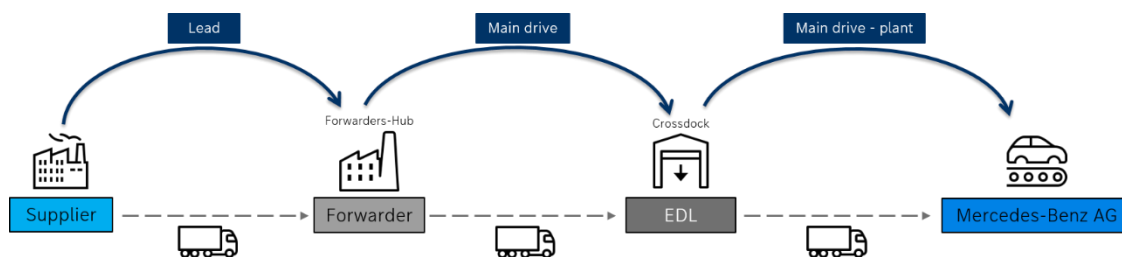 Lead
Main drive
Main drive - plant
Forwarders-Hub
Crossdock
Supplier
Forwarder
EDL
Mercedes-Benz AG